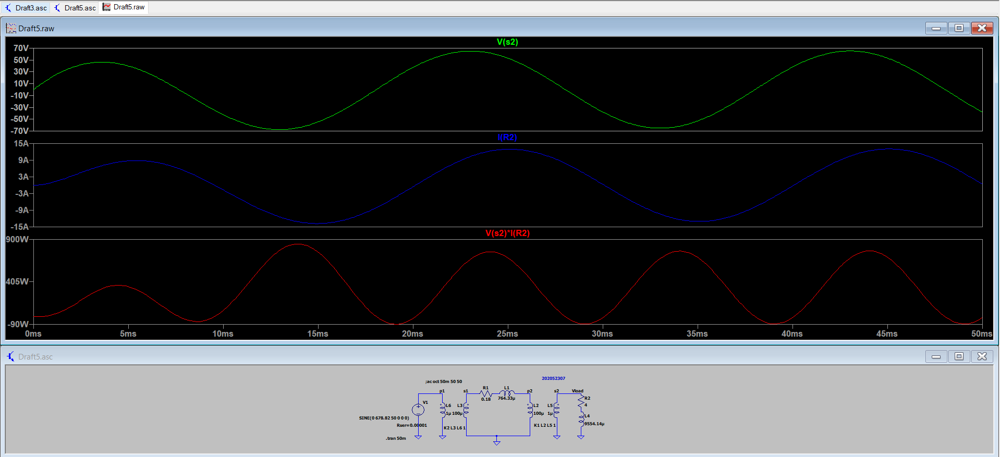 Draft3.asc Draft5.asc Draft5.raw
Draft5.raw
V(s2)
70V
50V
30V
10V
-10V
-30V
-50V
-70V
I(R2)
15A
9A
3A
-3A
-9A
-15A
V(s2)*I(R2)
900W
405W
-90W
0ms 5ms 10ms 15ms 20ms 25ms 30ms 35ms 40ms 45ms 50ms
Draft5.asc
202052307
;ac oct 50m 50 50
p1 s1 R1 L1 p2 s2 Vload
0.18 764.33µ
V1 L6 L3 L2 L5 R2
4
1µ 100µ 100µ 1µ L4
SINE(0 678.82 50 0 0 0)
9554.14µ
Rser=0.00001 K2 L3 L6 1 K1 L2 L5 1
.tran 50m